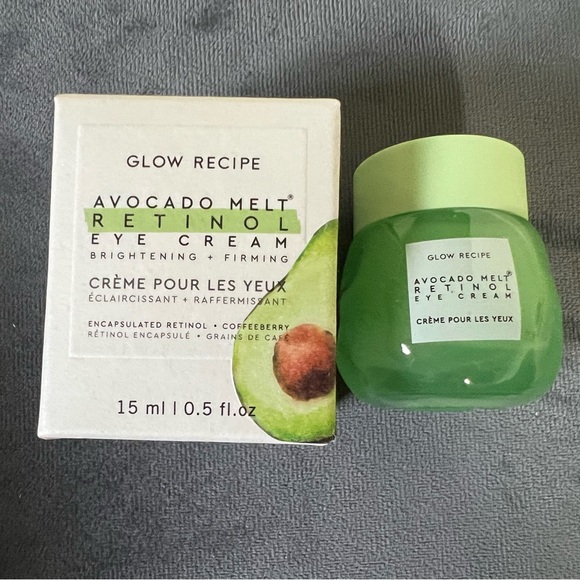 GLOW RECIPE
AVOCADO MELT®
RETINOL
EYE CREAM
BRIGHTENING + FIRMING
CRÈME POUR LES YEUX
ÉCLAIRCISSANT + RAFFERMISSANT
ENCAPSULATED RETINOL • COFFEEBERRY
RÉTINOL ENCAPSULÉ • GRAINS DE CAFÉ
15 ml | 0.5 fl.oz
GLOW RECIPE
AVOCADO MELT®
RETINOL
EYE CREAM
CRÈME POUR LES YEUX